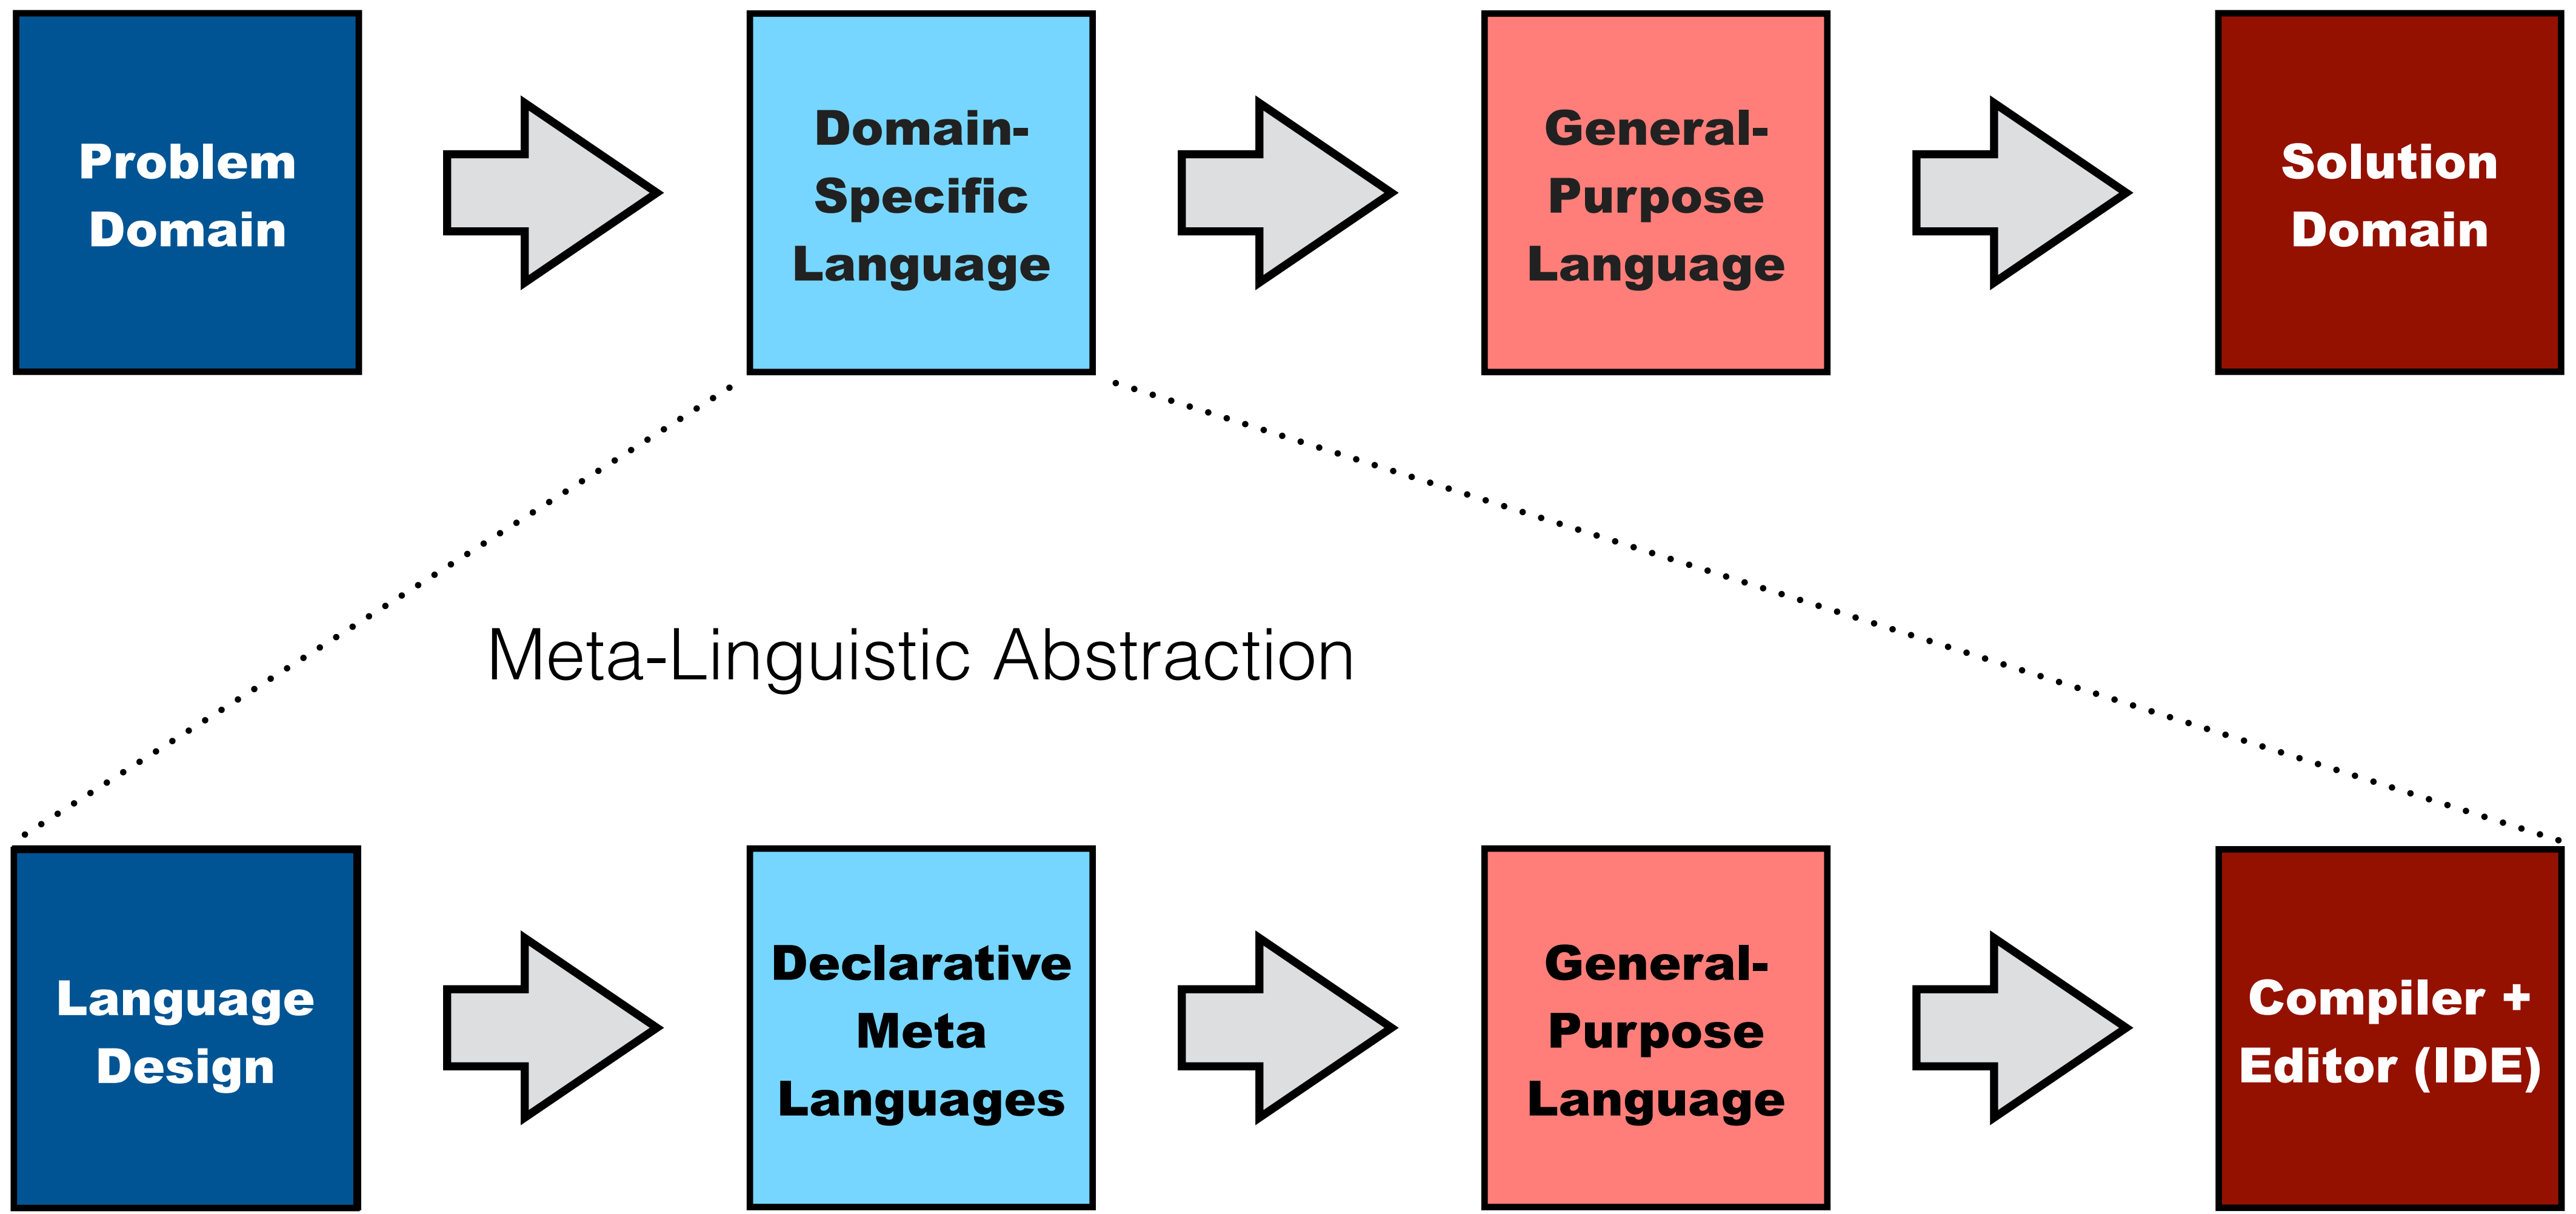 Problem
Domain
Domain-
Specific
Language
General-
Purpose
Language
Solution
Domain
Meta-Linguistic Abstraction
Language
Design
Declarative
Meta
Languages
General-
Purpose
Language
Compiler +
Editor (IDE)